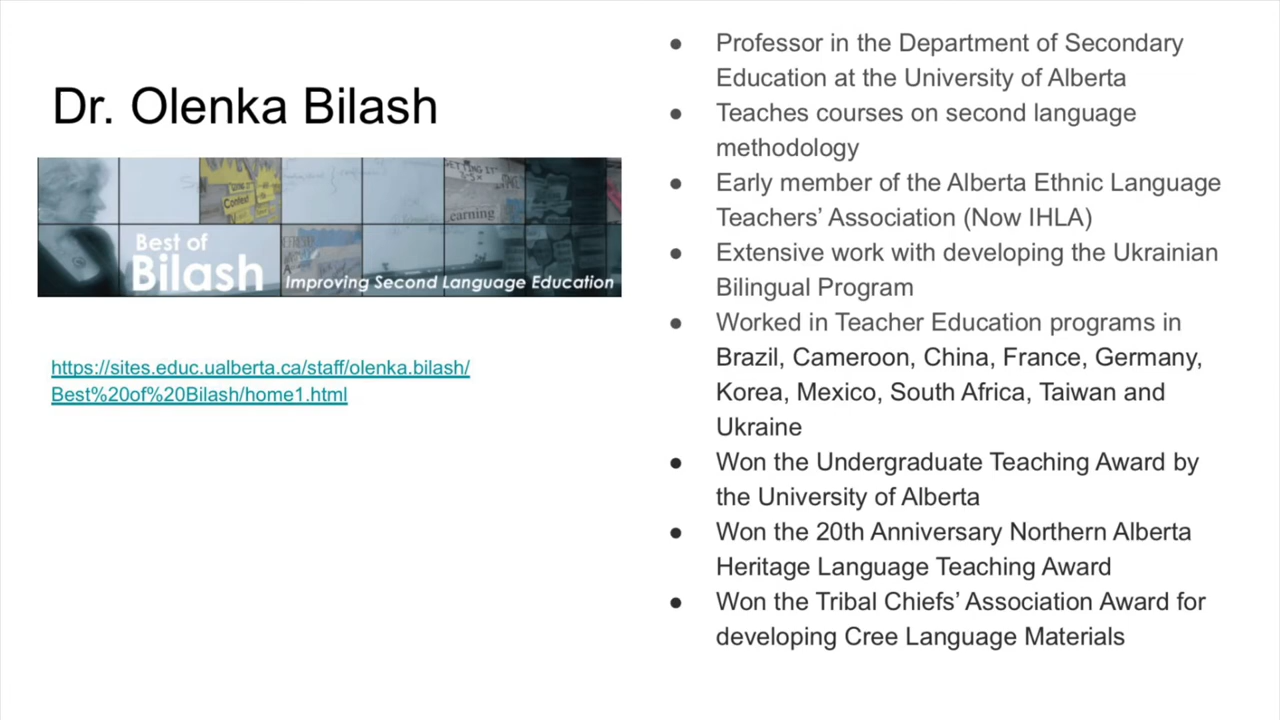 Dr. Olenka Bilash
Context
GETTING IT
earning
Best of
Bilash
Improving Second Language Education
https://sites.educ.ualberta.ca/staff/olenka.bilash/
Best%20of%20Bilash/home1.html
● Professor in the Department of Secondary
Education at the University of Alberta
● Teaches courses on second language
methodology
● Early member of the Alberta Ethnic Language
Teachers’ Association (Now IHLA)
● Extensive work with developing the Ukrainian
Bilingual Program
● Worked in Teacher Education programs in
Brazil, Cameroon, China, France, Germany,
Korea, Mexico, South Africa, Taiwan and
Ukraine
● Won the Undergraduate Teaching Award by
the University of Alberta
● Won the 20th Anniversary Northern Alberta
Heritage Language Teaching Award
● Won the Tribal Chiefs’ Association Award for
developing Cree Language Materials